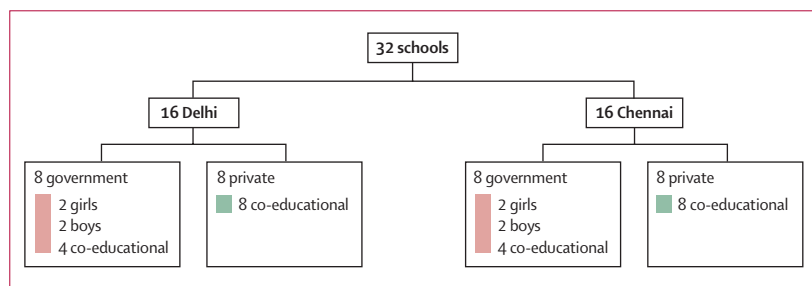 32 schools
16 Delhi
16 Chennai
8 government
2 girls
2 boys
4 co-educational
8 private
8 co-educational
8 government
2 girls
2 boys
4 co-educational
8 private
8 co-educational